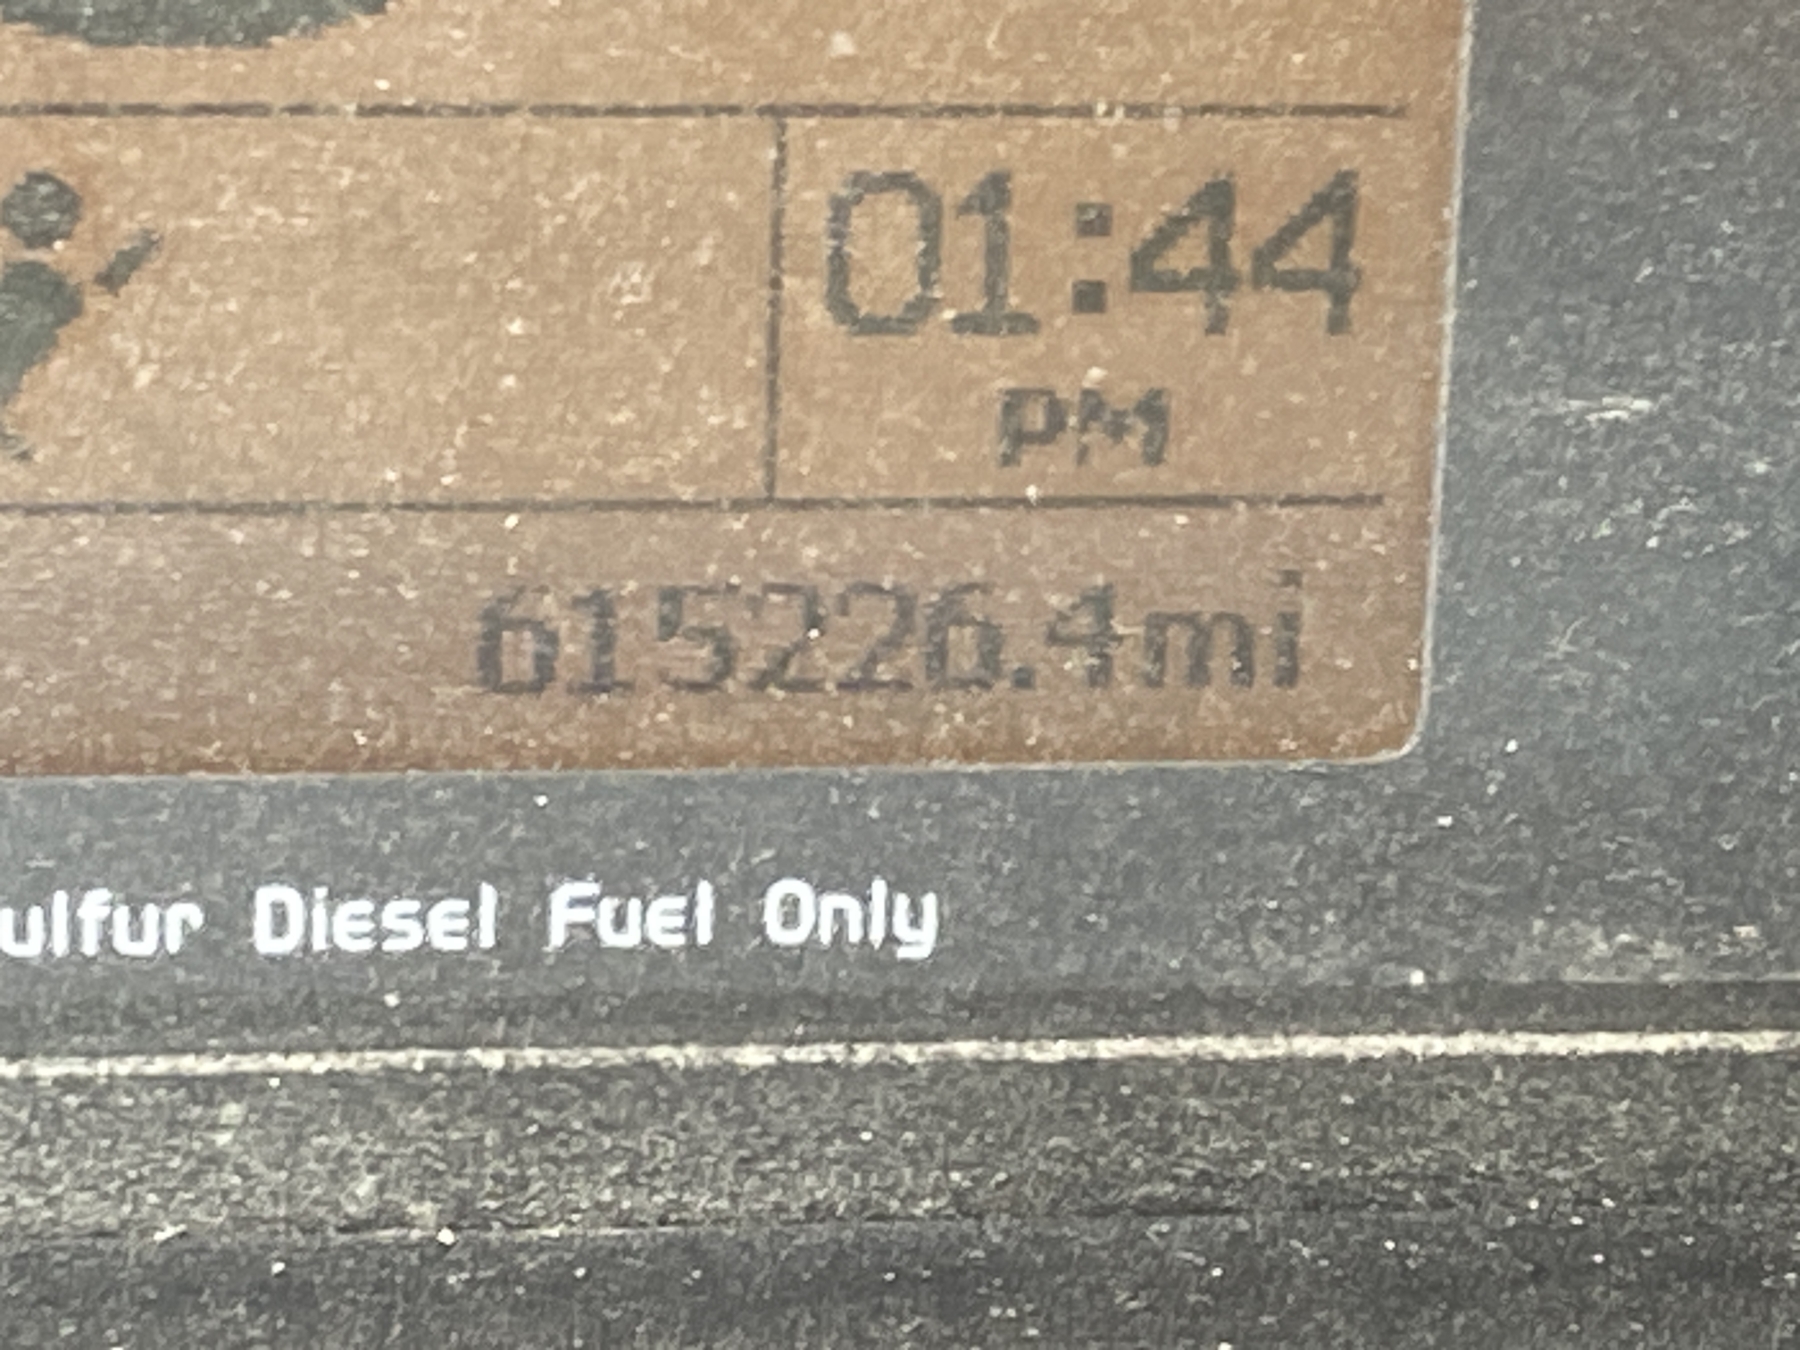 01:44
PM
615226.4mi
ulfur Diesel Fuel Only